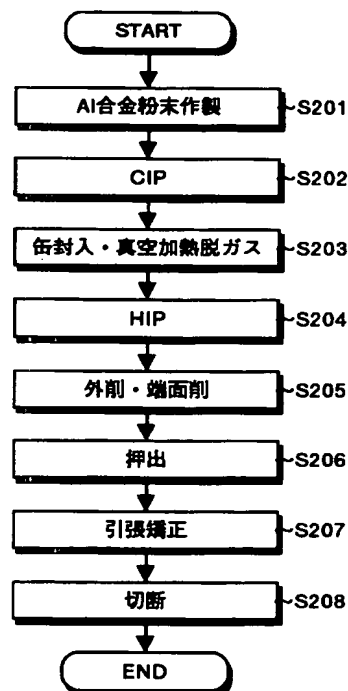 START
Al合金粉末作製
S201
CIP
S202
缶封入・真空加熱脱ガス
S203
HIP
S204
外削・端面削
S205
押出
S206
引張矯正
S207
切断
S208
END